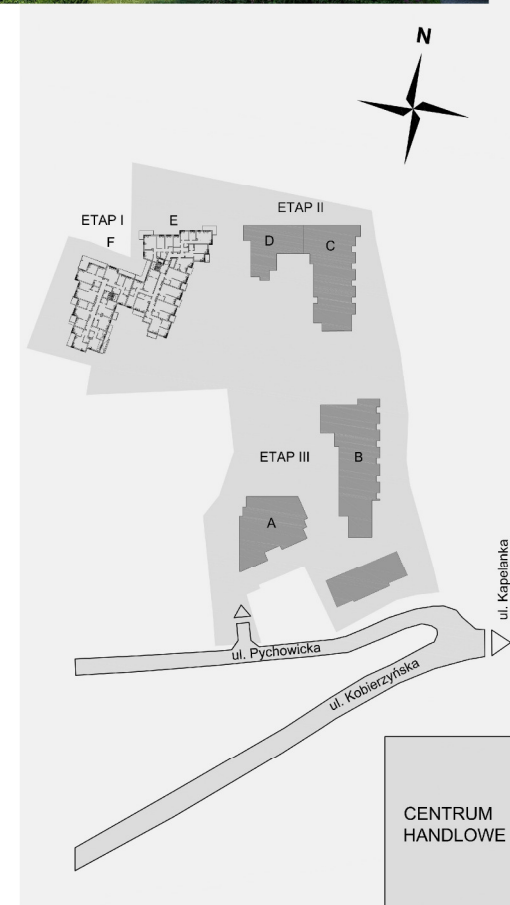 N
ETAP II
ETAP I
E
F
D
C
ETAP III
B
A
ul. Kapelanka
ul. Pychowicka
ul. Kobierzyńska
CENTRUM
HANDLOWE